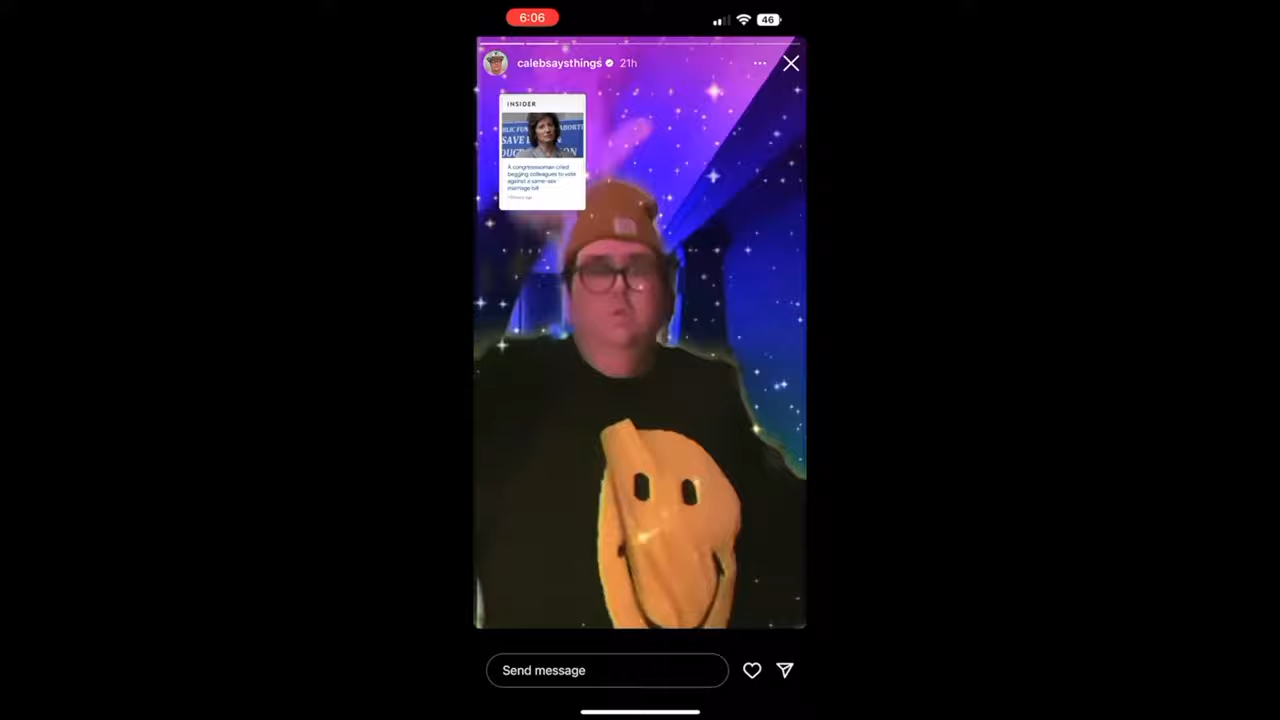 6:06
46
calebsaysthings 21h
INSIDER
SAVE
A congresswoman cried
begging colleagues to vote
against a same-sex
marriage bill
Send message